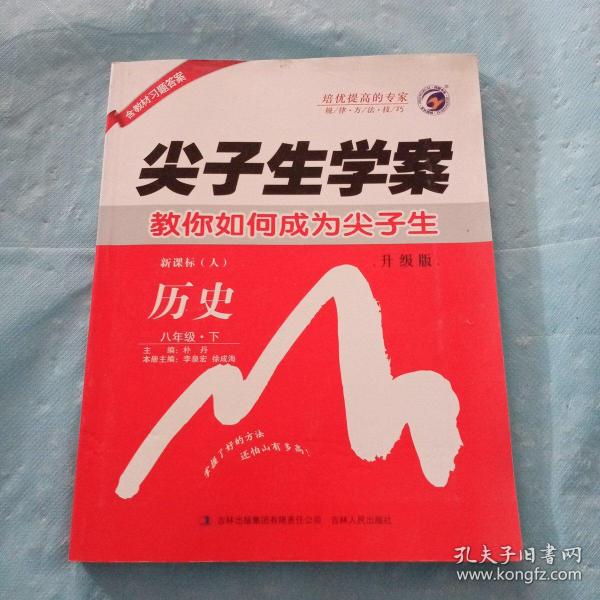 含教材习题答案
培优提高的专家
规/律·方/法·技/巧
尖子生学案
教你如何成为尖子生
新课标（人）
·升级版·
历史
八年级·下
主 编：朴 丹
本册主编：李泉宏 徐成海
掌握了好的方法
还怕山有多高！
吉林出版集团有限责任公司 吉林人民出版社
孔夫子旧书网
www.kongfz.com